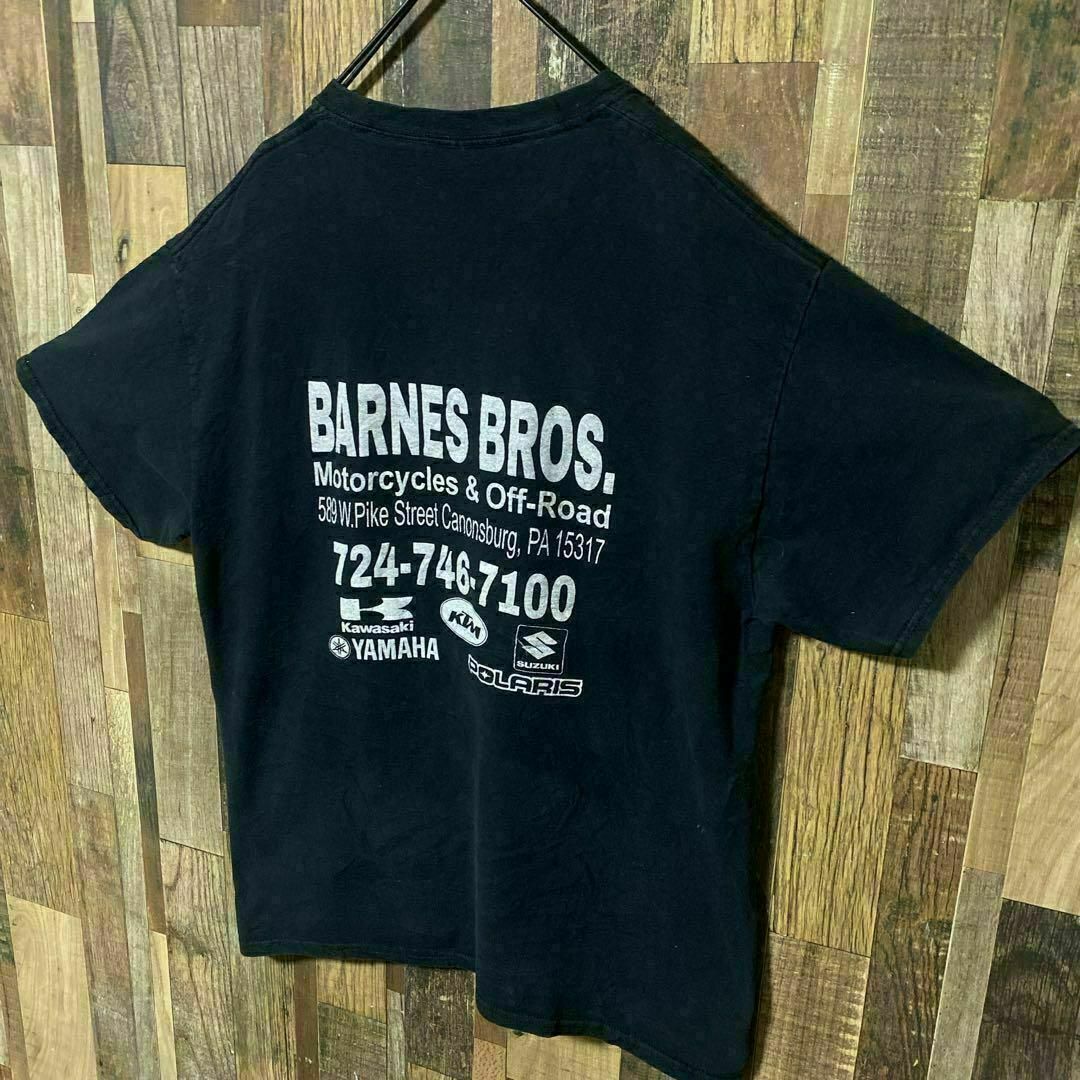 BARNES BROS.
Motorcycles & Off-Road
589 W.Pike Street Canonsburg, PA 15317
724-746-7100
Kawasaki
KTM
SUZUKI
YAMAHA
POLARIS